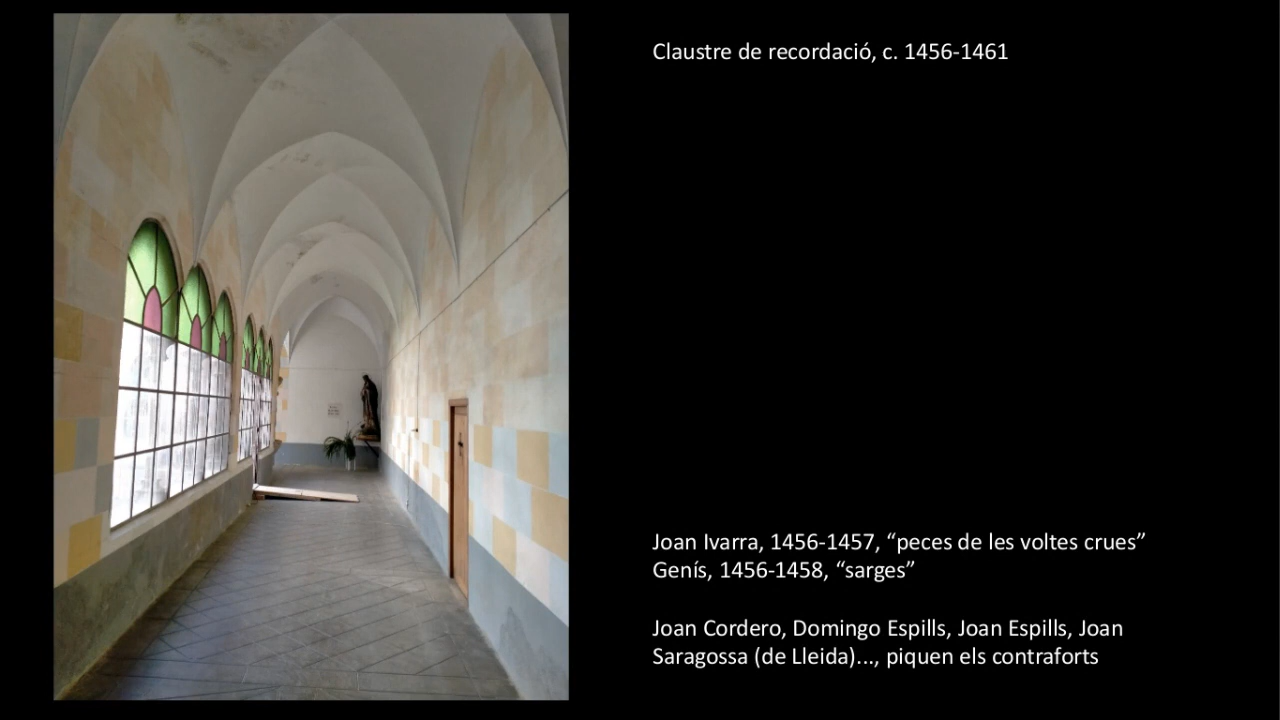 Claustre de recordació, c. 1456-1461
Joan Ivarra, 1456-1457, “peces de les voltes crues”
Genís, 1456-1458, “sarges”
Joan Cordero, Domingo Espills, Joan Espills, Joan
Saragossa (de Lleida)..., piquen els contraforts